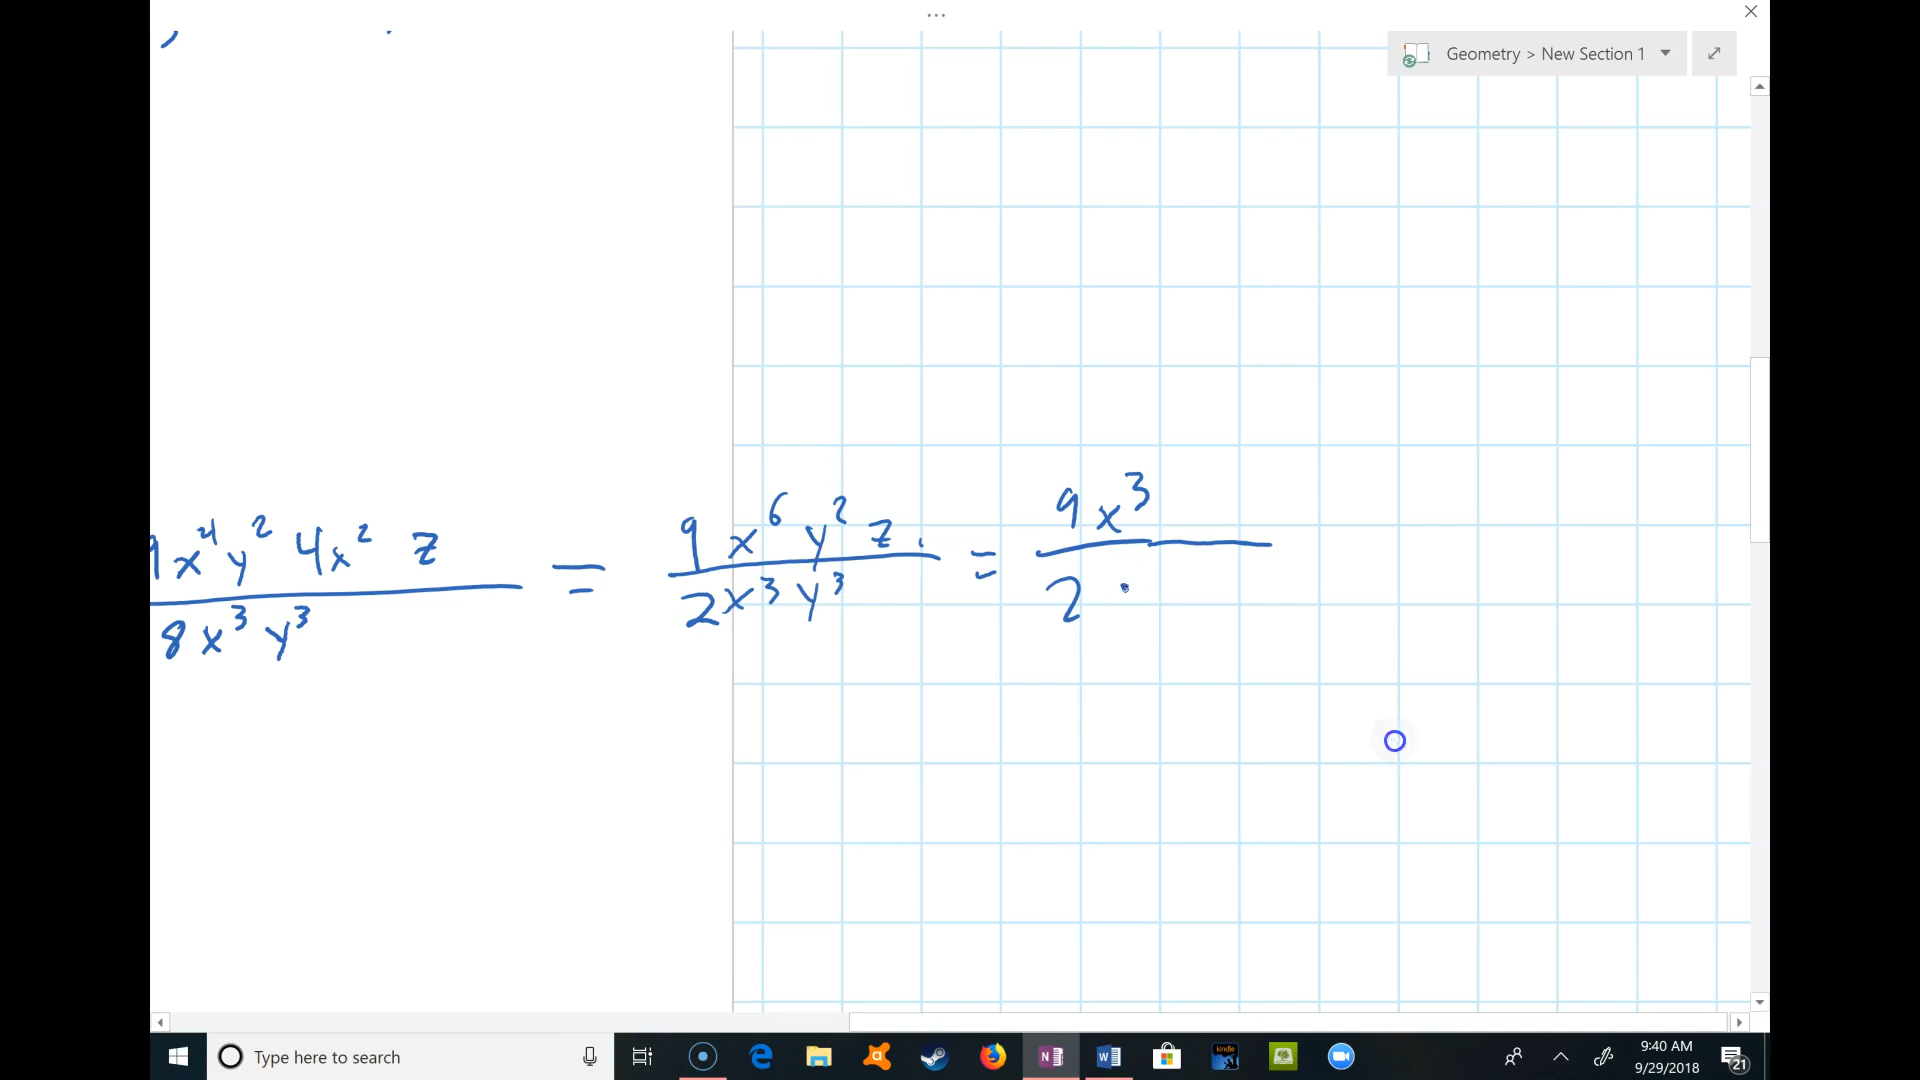 ...
Geometry > New Section 1
9x⁴y² 4x² z / 8x³y³ = 9x⁶y²z / 2x³y³ = 9x³ / 2
Type here to search
9:40 AM
9/29/2018
21
kindle